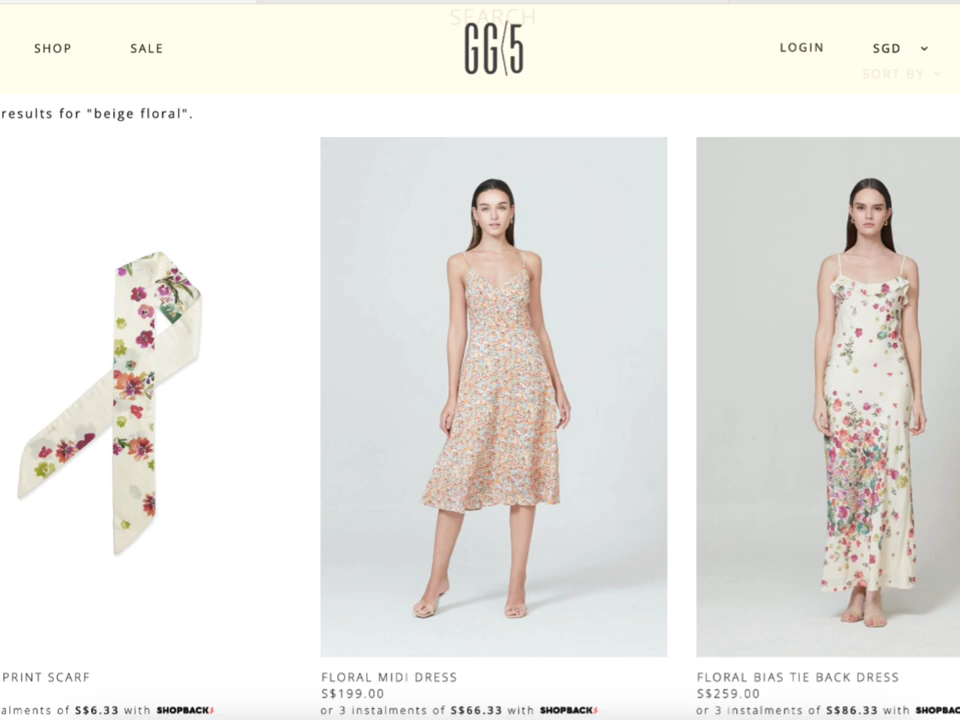 SEARCH
SHOP SALE GG<5 LOGIN SGD
SORT BY
results for "beige floral".
PRINT SCARF
alments of S$6.33 with SHOPBACK
FLORAL MIDI DRESS
S$199.00
or 3 instalments of S$66.33 with SHOPBACK
FLORAL BIAS TIE BACK DRESS
S$259.00
or 3 instalments of S$86.33 with SHOPBAC